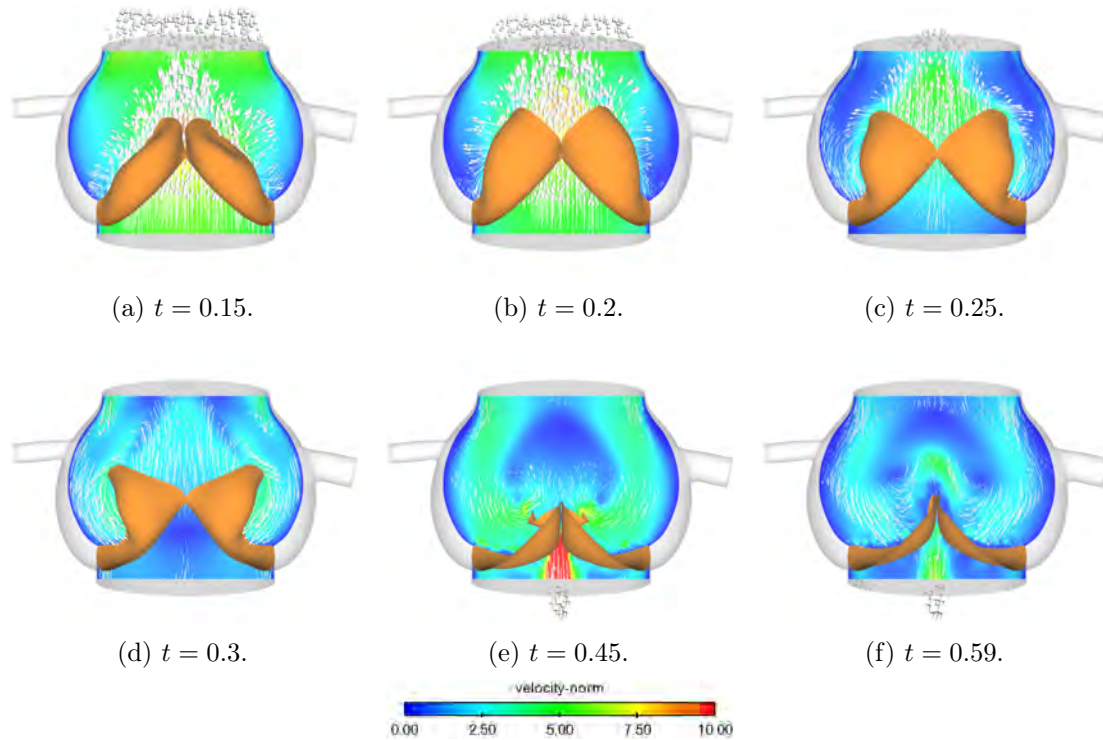 (a) t = 0.15.
(b) t = 0.2.
(c) t = 0.25.
(d) t = 0.3.
(e) t = 0.45.
(f) t = 0.59.
velocity-norm
0.00 2.50 5.00 7.50 10.00